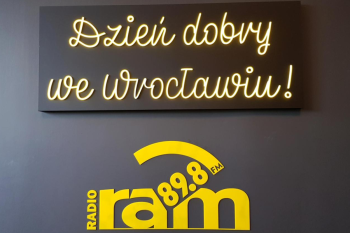 Dzień dobry
we Wrocławiu!
RADIO
ram
89.8
FM